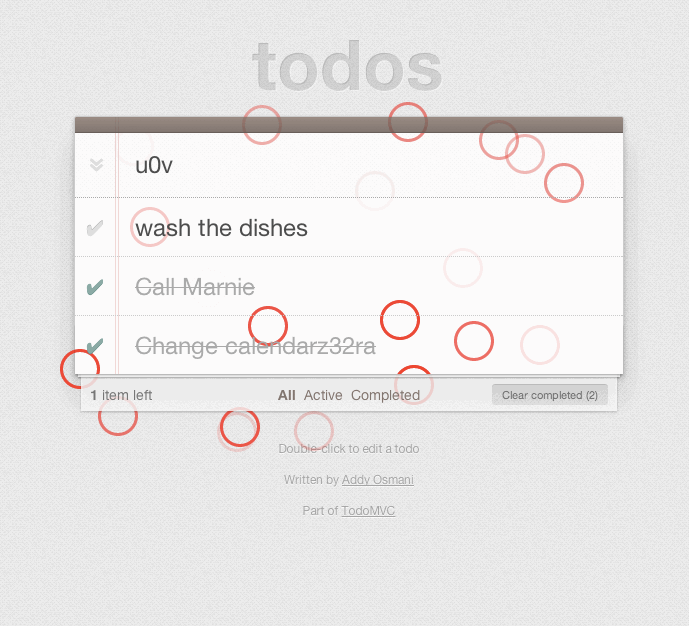 todos
u0v
wash the dishes
Call Marnie
Change calendarz32ra
1 item left All Active Completed Clear completed (2)
Double-click to edit a todo
Written by Addy Osmani
Part of TodoMVC